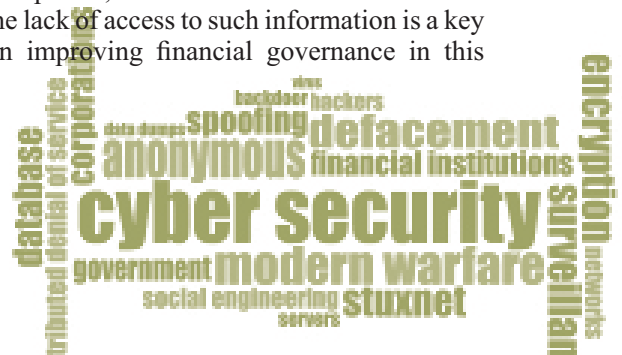 ne lack of access to such information is a key
n improving financial governance in this
virus
backdoor hackers
data dumps spoofing defacement
anonymous financial institutions
cyber security
government modern warfare
social engineering stuxnet
servers
database
tributed denial of service
corporations
encryption
surveillan
networks